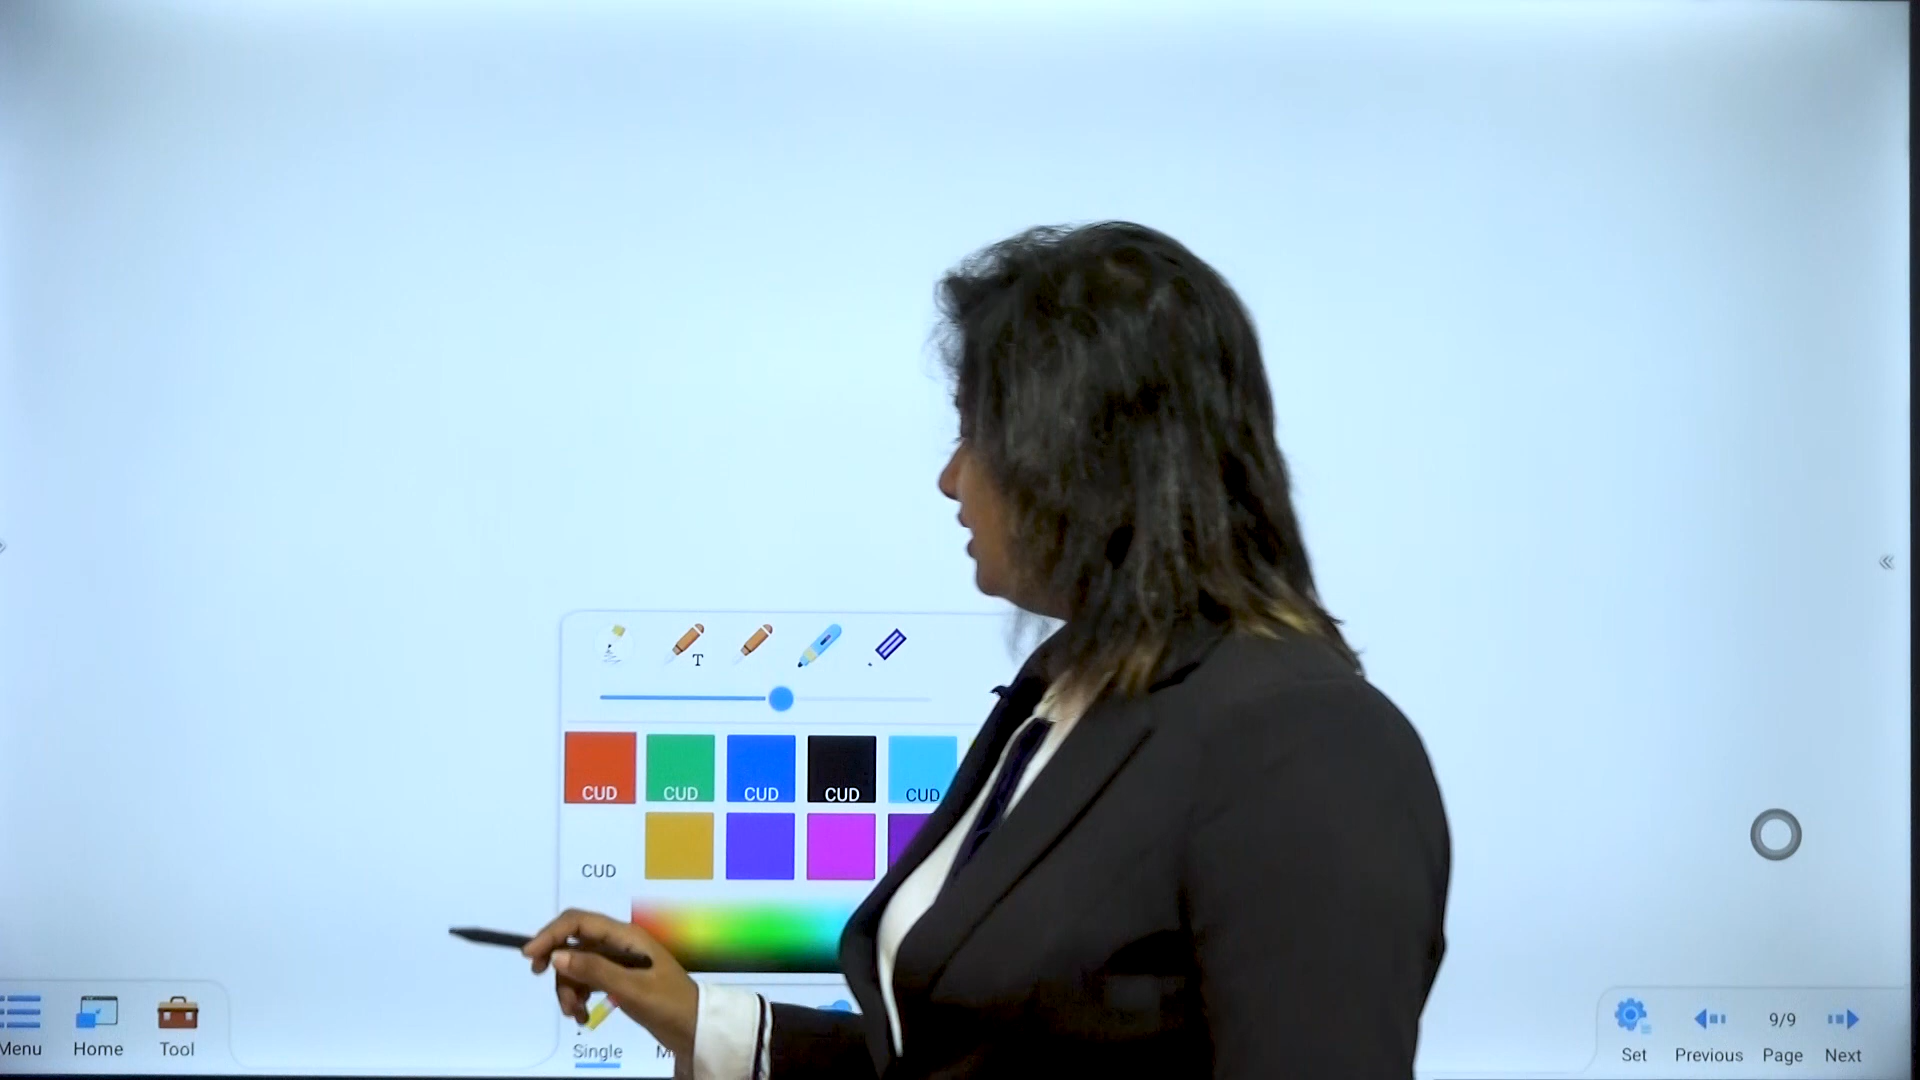 T
CUD CUD CUD CUD CUD
CUD
Menu Home Tool
Single
Set Previous 9/9 Page Next